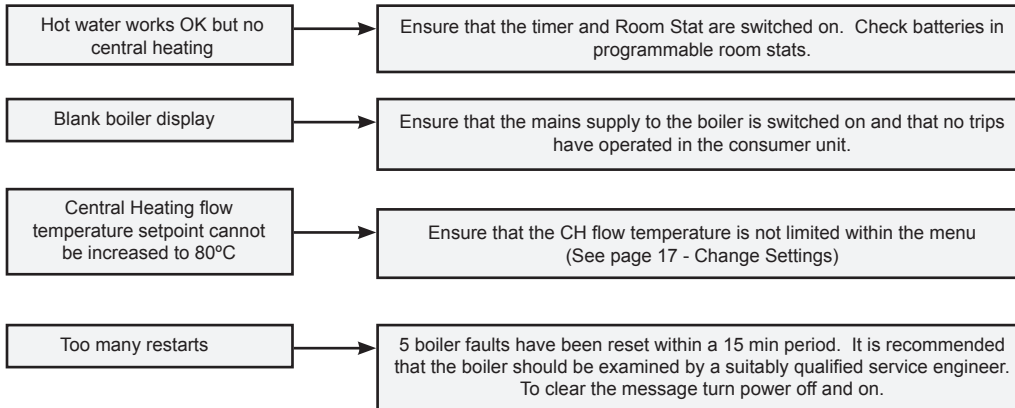 Hot water works OK but no
central heating
Ensure that the timer and Room Stat are switched on.  Check batteries in
programmable room stats.
Blank boiler display
Ensure that the mains supply to the boiler is switched on and that no trips
have operated in the consumer unit.
Central Heating flow
temperature setpoint cannot
be increased to 80ºC
Ensure that the CH flow temperature is not limited within the menu
(See page 17 - Change Settings)
Too many restarts
5 boiler faults have been reset within a 15 min period.  It is recommended
that the boiler should be examined by a suitably qualified service engineer.
To clear the message turn power off and on.